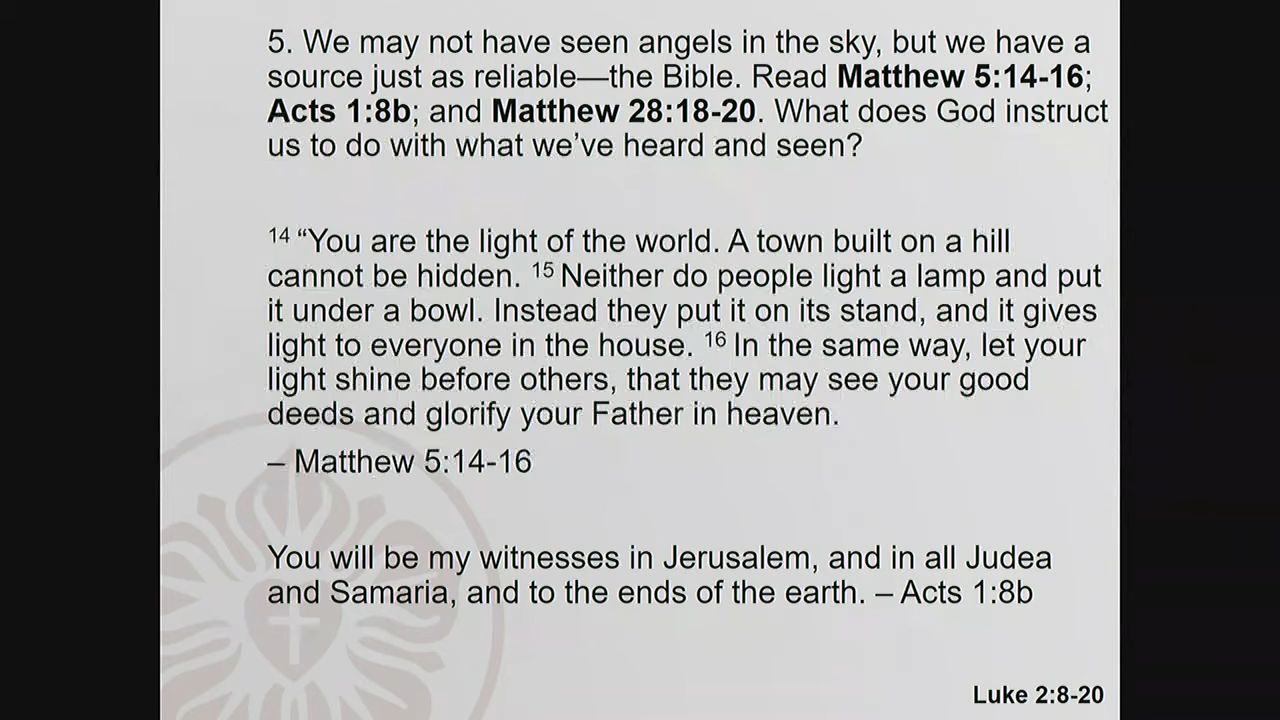 5. We may not have seen angels in the sky, but we have a
source just as reliable—the Bible. Read Matthew 5:14-16;
Acts 1:8b; and Matthew 28:18-20. What does God instruct
us to do with what we’ve heard and seen?
14 “You are the light of the world. A town built on a hill
cannot be hidden. 15 Neither do people light a lamp and put
it under a bowl. Instead they put it on its stand, and it gives
light to everyone in the house. 16 In the same way, let your
light shine before others, that they may see your good
deeds and glorify your Father in heaven.
– Matthew 5:14-16
You will be my witnesses in Jerusalem, and in all Judea
and Samaria, and to the ends of the earth. – Acts 1:8b
Luke 2:8-20